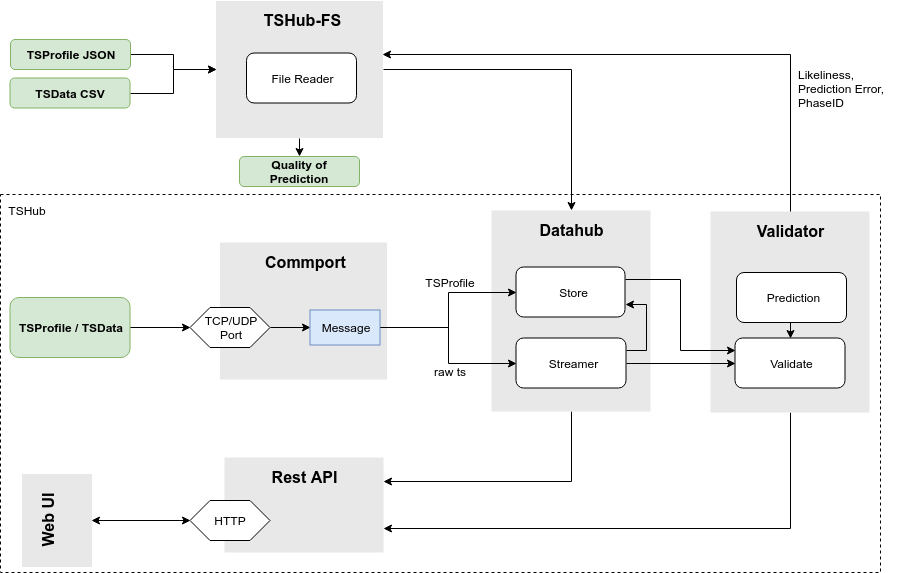 TSHub-FS
TSProfile JSON
TSData CSV
File Reader
Likeliness,
Prediction Error,
PhaseID
Quality of
Prediction
TSHub
Datahub
Validator
Commport
TSProfile
Store
Prediction
TSProfile / TSData
TCP/UDP
Port
Message
raw ts
Streamer
Validate
Rest API
Web UI
HTTP